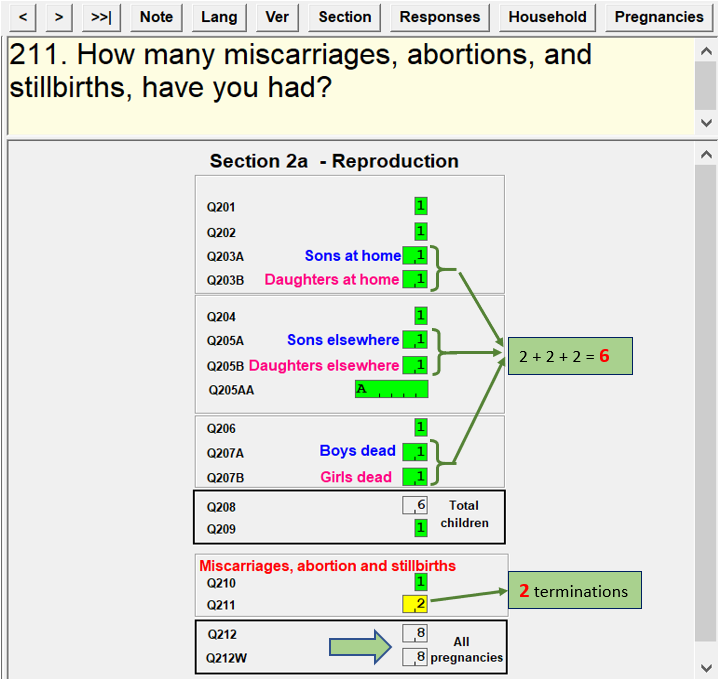 < > >>| Note Lang Ver Section Responses Household Pregnancies
211. How many miscarriages, abortions, and
stillbirths, have you had?
Section 2a - Reproduction
Q201 1
Q202 1
Q203A Sons at home 1
Q203B Daughters at home 1
Q204 1
Q205A Sons elsewhere 1
Q205B Daughters elsewhere 1
Q205AA A
2 + 2 + 2 = 6
Q206 1
Q207A Boys dead 1
Q207B Girls dead 1
Q208 6 Total
Q209 1 children
Miscarriages, abortion and stillbirths
Q210 1
Q211 2
2 terminations
Q212 8 All
Q212W 8 pregnancies